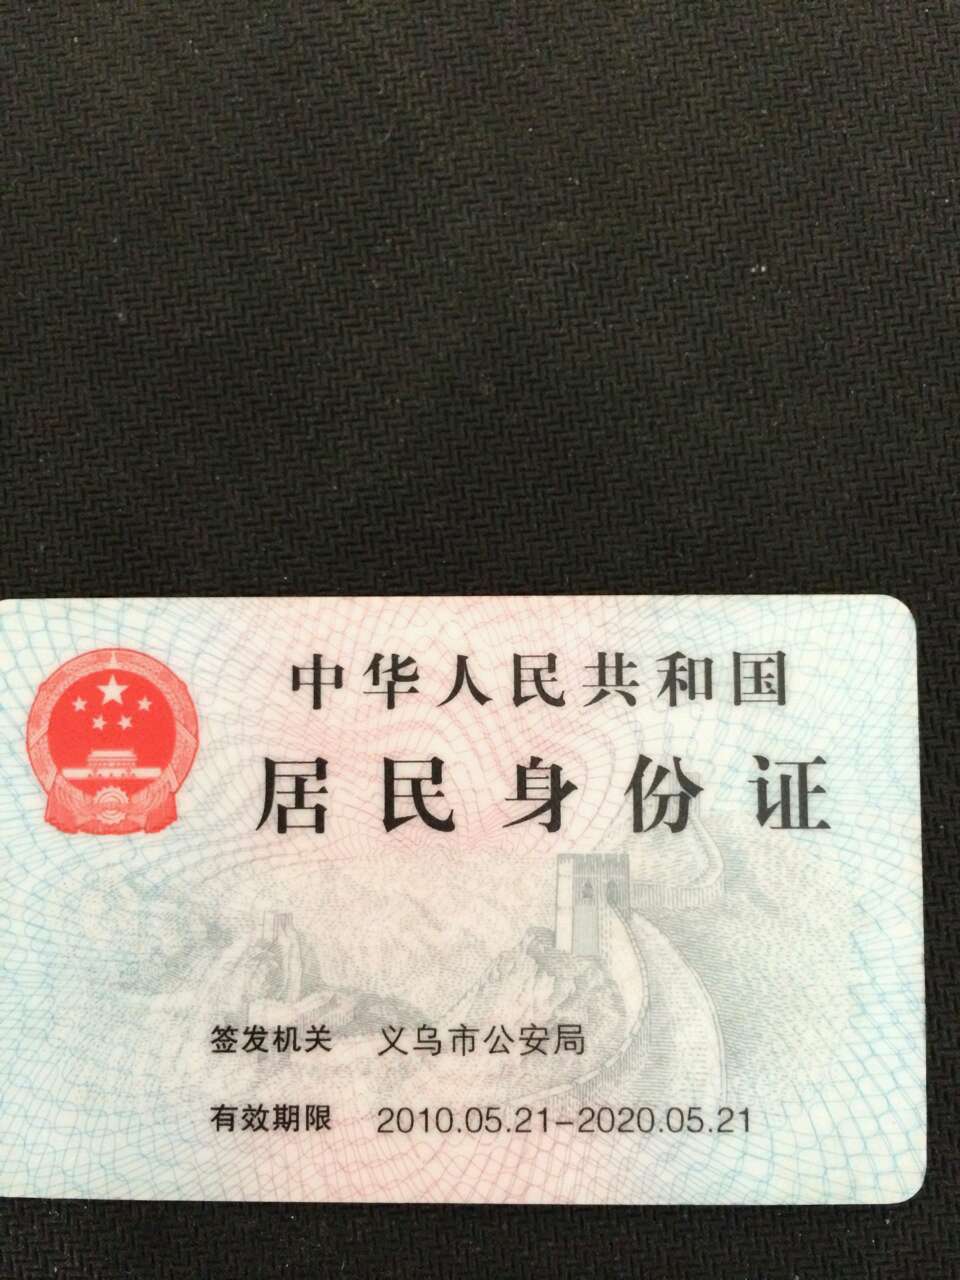 中华人民共和国
居民身份证
签发机关 义乌市公安局
有效期限 2010.05.21-2020.05.21